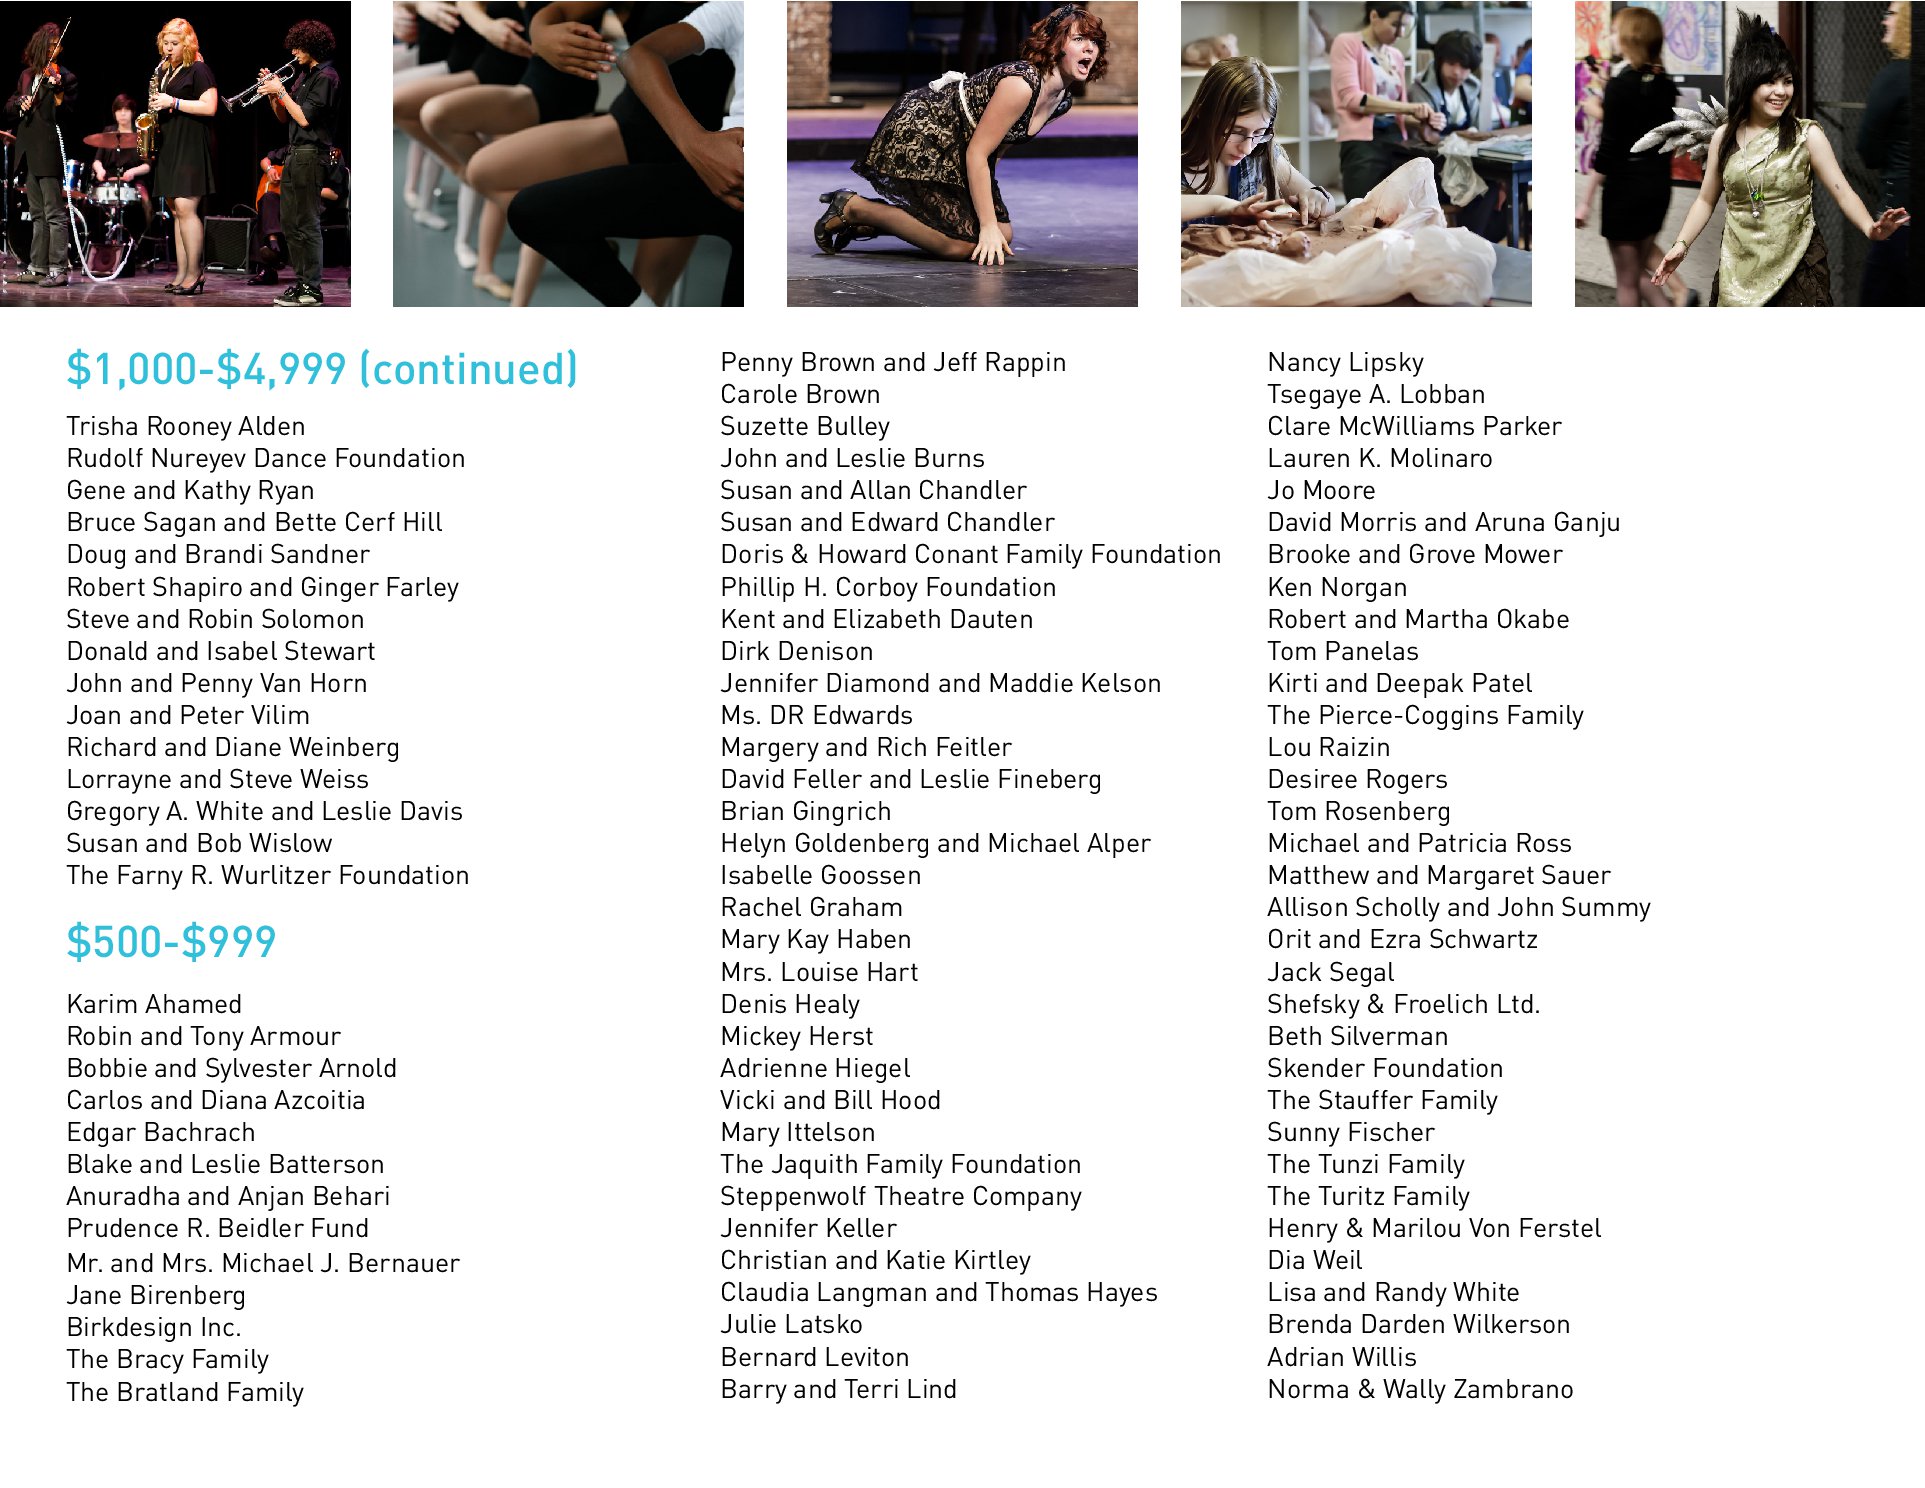 $1,000-$4,999 (continued)
Trisha Rooney Alden
Rudolf Nureyev Dance Foundation
Gene and Kathy Ryan
Bruce Sagan and Bette Cerf Hill
Doug and Brandi Sandner
Robert Shapiro and Ginger Farley
Steve and Robin Solomon
Donald and Isabel Stewart
John and Penny Van Horn
Joan and Peter Vilim
Richard and Diane Weinberg
Lorrayne and Steve Weiss
Gregory A. White and Leslie Davis
Susan and Bob Wislow
The Farny R. Wurlitzer Foundation
$500-$999
Karim Ahamed
Robin and Tony Armour
Bobbie and Sylvester Arnold
Carlos and Diana Azcoitia
Edgar Bachrach
Blake and Leslie Batterson
Anuradha and Anjan Behari
Prudence R. Beidler Fund
Mr. and Mrs. Michael J. Bernauer
Jane Birenberg
Birkdesign Inc.
The Bracy Family
The Bratland Family
Penny Brown and Jeff Rappin
Carole Brown
Suzette Bulley
John and Leslie Burns
Susan and Allan Chandler
Susan and Edward Chandler
Doris & Howard Conant Family Foundation
Phillip H. Corboy Foundation
Kent and Elizabeth Dauten
Dirk Denison
Jennifer Diamond and Maddie Kelson
Ms. DR Edwards
Margery and Rich Feitler
David Feller and Leslie Fineberg
Brian Gingrich
Helyn Goldenberg and Michael Alper
Isabelle Goossen
Rachel Graham
Mary Kay Haben
Mrs. Louise Hart
Denis Healy
Mickey Herst
Adrienne Hiegel
Vicki and Bill Hood
Mary Ittelson
The Jaquith Family Foundation
Steppenwolf Theatre Company
Jennifer Keller
Christian and Katie Kirtley
Claudia Langman and Thomas Hayes
Julie Latsko
Bernard Leviton
Barry and Terri Lind
Nancy Lipsky
Tsegaye A. Lobban
Clare McWilliams Parker
Lauren K. Molinaro
Jo Moore
David Morris and Aruna Ganju
Brooke and Grove Mower
Ken Norgan
Robert and Martha Okabe
Tom Panelas
Kirti and Deepak Patel
The Pierce-Coggins Family
Lou Raizin
Desiree Rogers
Tom Rosenberg
Michael and Patricia Ross
Matthew and Margaret Sauer
Allison Scholly and John Summy
Orit and Ezra Schwartz
Jack Segal
Shefsky & Froelich Ltd.
Beth Silverman
Skender Foundation
The Stauffer Family
Sunny Fischer
The Tunzi Family
The Turitz Family
Henry & Marilou Von Ferstel
Dia Weil
Lisa and Randy White
Brenda Darden Wilkerson
Adrian Willis
Norma & Wally Zambrano